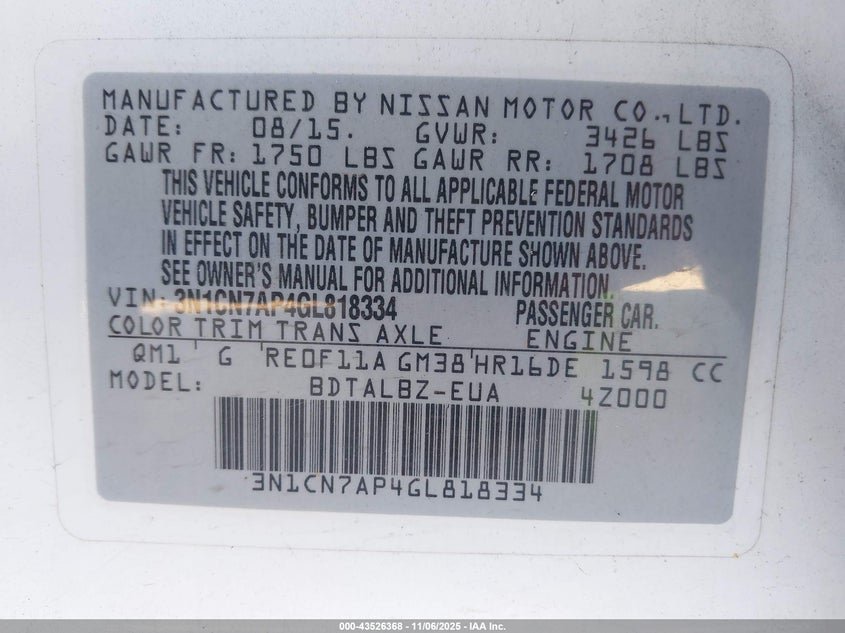 MANUFACTURED BY NISSAN MOTOR CO., LTD.
DATE: 08/15. GVWR: 3426 LBS
GAWR FR: 1750 LBS GAWR RR: 1708 LBS
THIS VEHICLE CONFORMS TO ALL APPLICABLE FEDERAL MOTOR
VEHICLE SAFETY, BUMPER AND THEFT PREVENTION STANDARDS
IN EFFECT ON THE DATE OF MANUFACTURE SHOWN ABOVE.
SEE OWNER'S MANUAL FOR ADDITIONAL INFORMATION.
VIN: 3N1CN7AP4GL818334 PASSENGER CAR.
COLOR TRIM TRANS AXLE ENGINE
QM1 G RE0F11A GM38 HR16DE 1598 CC
MODEL: BDTALBZ-EUA 4Z000
3N1CN7AP4GL818334
000-43526368 - 11/06/2025 - IAA Inc.